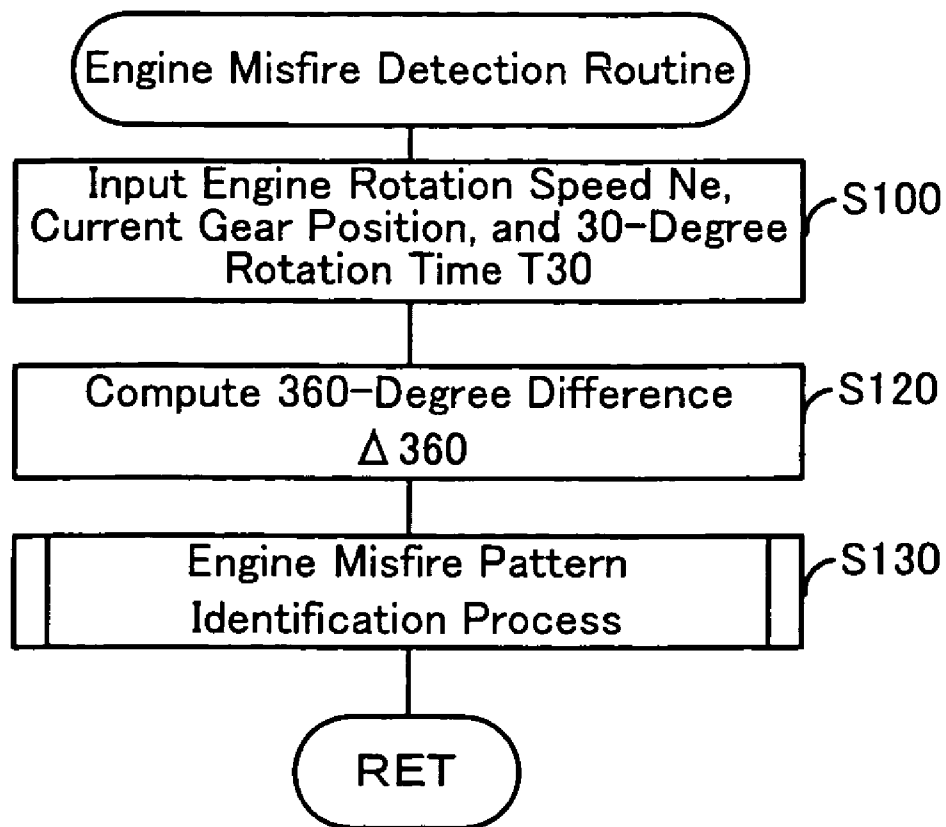 Engine Misfire Detection Routine
Input Engine Rotation Speed Ne,
Current Gear Position, and 30-Degree
Rotation Time T30
S100
Compute 360-Degree Difference
Δ360
S120
Engine Misfire Pattern
Identification Process
S130
RET